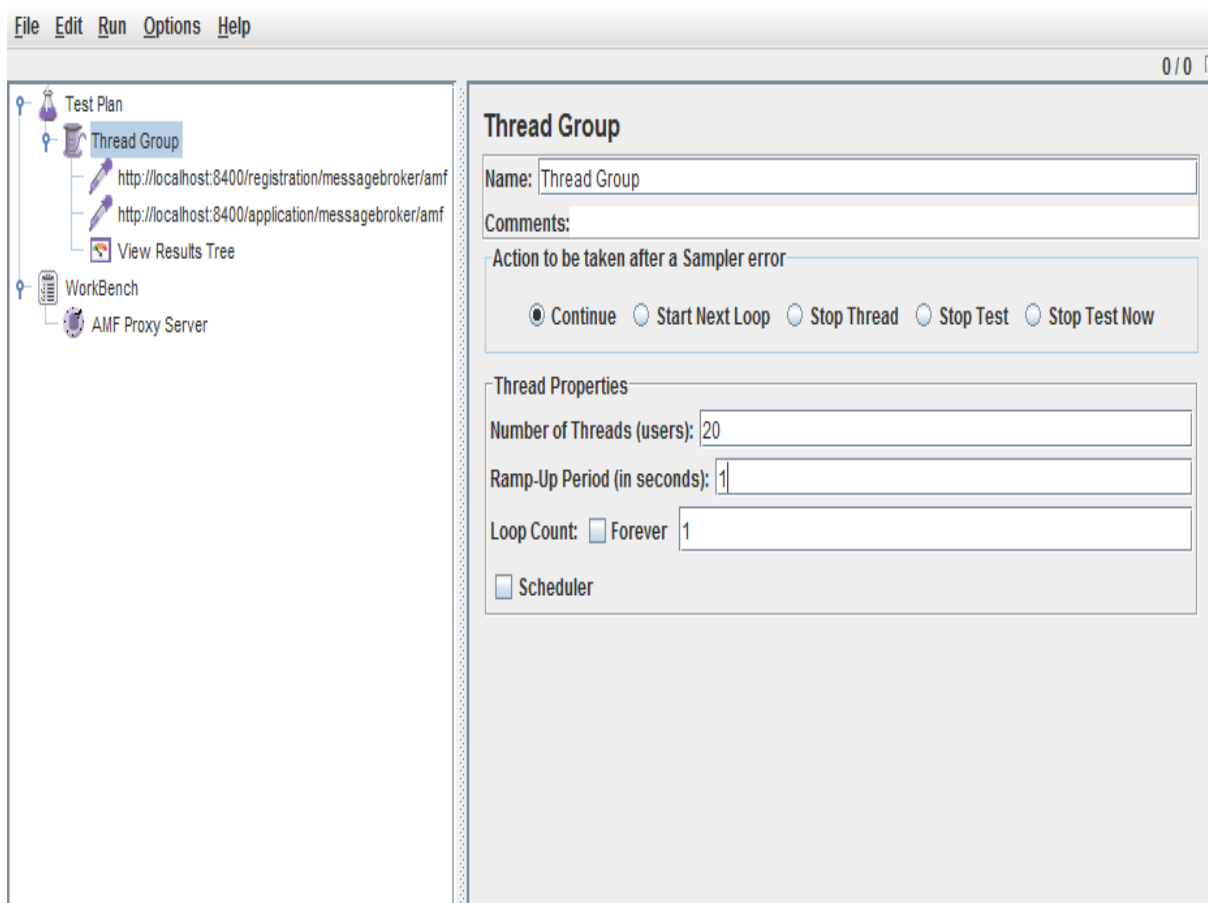 File Edit Run Options Help
0 / 0
Test Plan
Thread Group
http://localhost:8400/registration/messagebroker/amf
http://localhost:8400/application/messagebroker/amf
View Results Tree
WorkBench
AMF Proxy Server
Thread Group
Name: Thread Group
Comments:
Action to be taken after a Sampler error
Continue Start Next Loop Stop Thread Stop Test Stop Test Now
Thread Properties
Number of Threads (users): 20
Ramp-Up Period (in seconds): 1
Loop Count: Forever 1
Scheduler